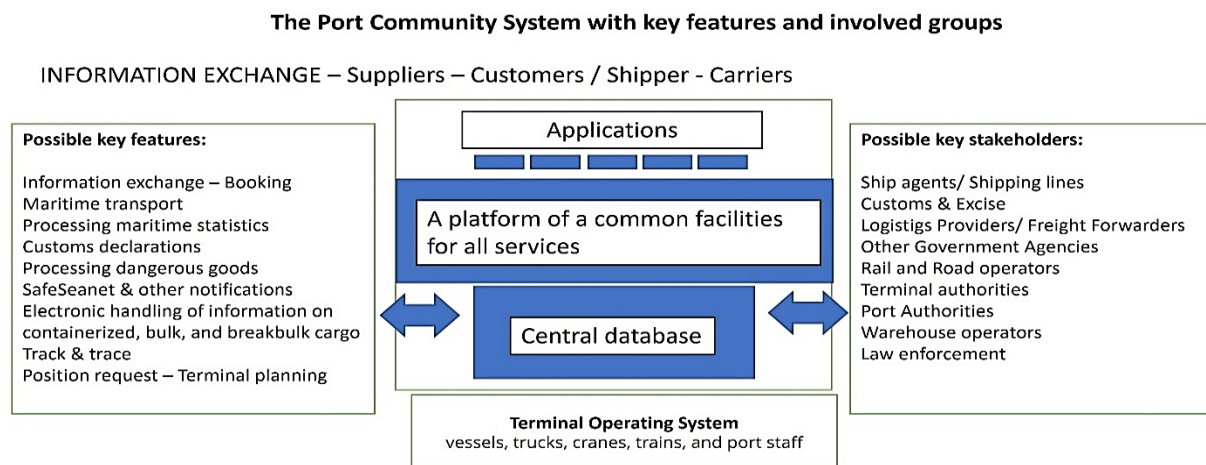 The Port Community System with key features and involved groups
INFORMATION EXCHANGE – Suppliers – Customers / Shipper - Carriers
Possible key features:
Information exchange – Booking
Maritime transport
Processing maritime statistics
Customs declarations
Processing dangerous goods
SafeSeanet & other notifications
Electronic handling of information on
containerized, bulk, and breakbulk cargo
Track & trace
Position request – Terminal planning
Applications
A platform of a common facilities
for all services
Central database
Possible key stakeholders:
Ship agents/ Shipping lines
Customs & Excise
Logistigs Providers/ Freight Forwarders
Other Government Agencies
Rail and Road operators
Terminal authorities
Port Authorities
Warehouse operators
Law enforcement
Terminal Operating System
vessels, trucks, cranes, trains, and port staff